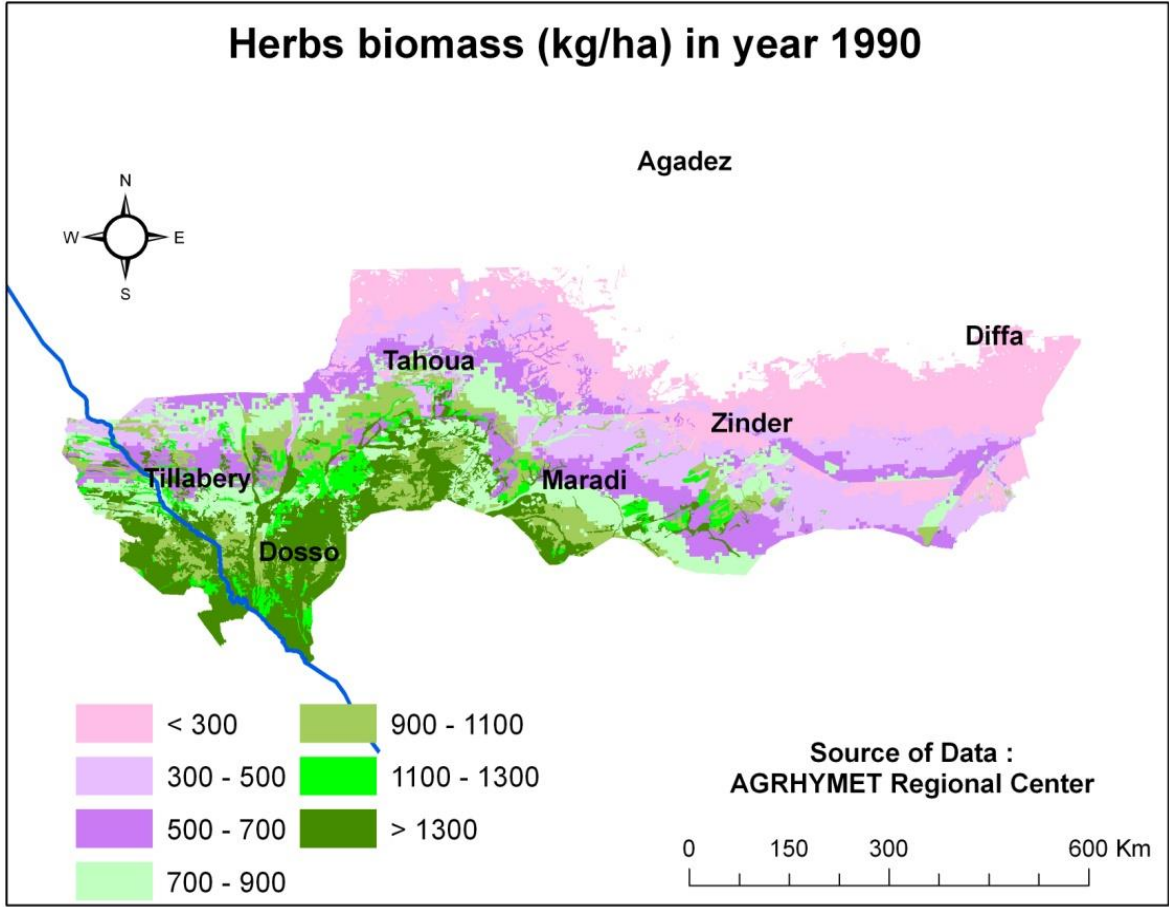 Herbs biomass (kg/ha) in year 1990
Agadez
N
W
E
S
Diffa
Tahoua
Zinder
Tillabery
Maradi
Dosso
< 300
300 - 500
500 - 700
700 - 900
900 - 1100
1100 - 1300
> 1300
Source of Data :
AGRHYMET Regional Center
0 150 300 600 Km